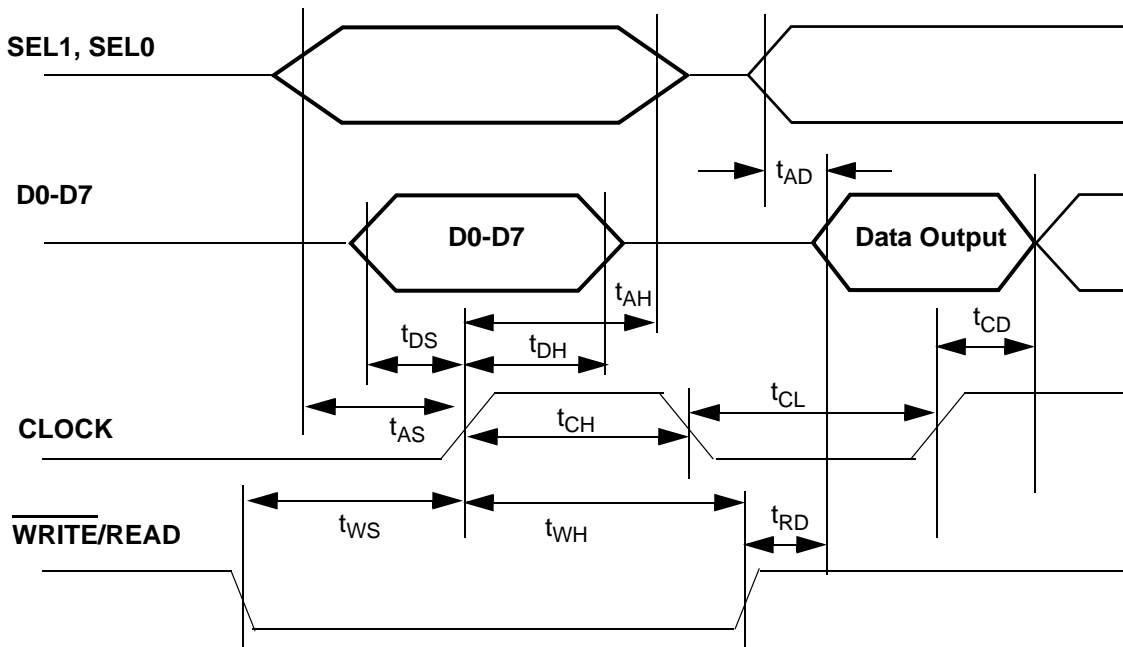 SEL1, SEL0
tAD
D0-D7
D0-D7
Data Output
tAH
tDS
tDH
tCD
tCL
tAS
tCH
CLOCK
tWS
tWH
tRD
WRITE/READ